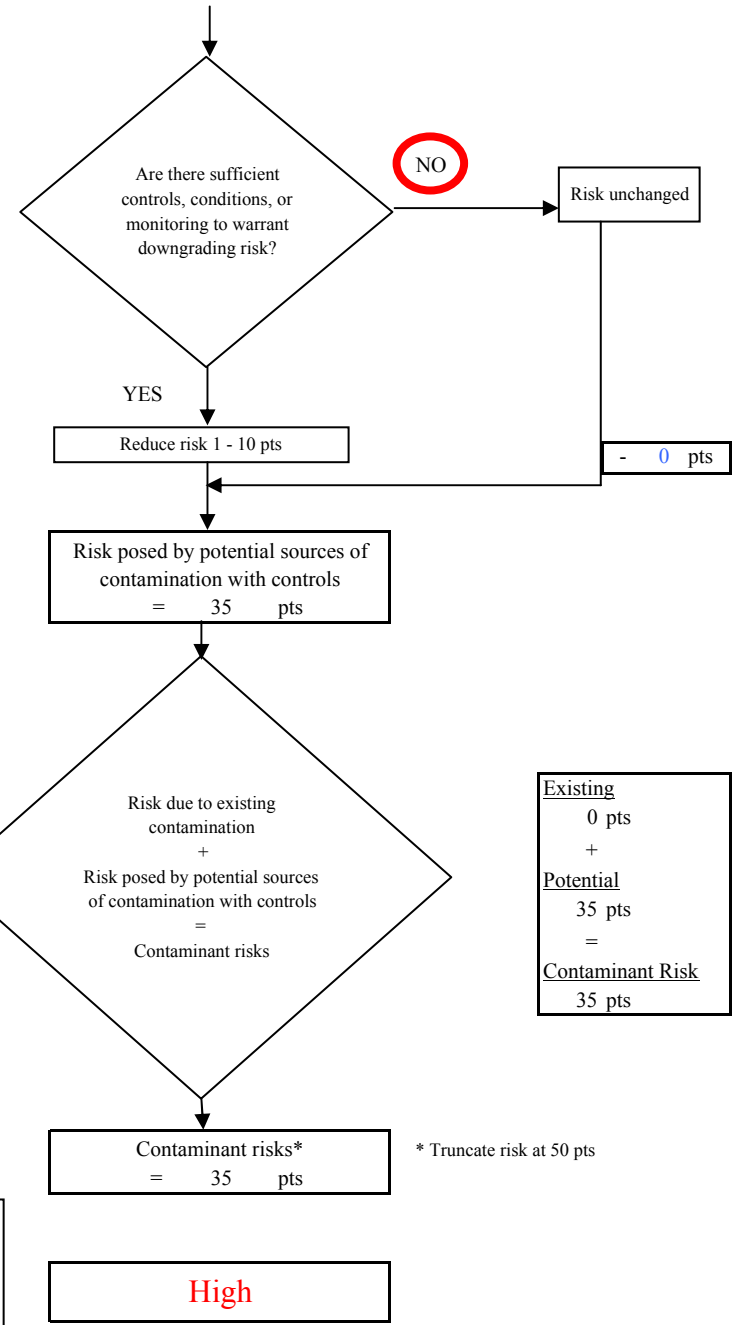 Are there sufficient
controls, conditions, or
monitoring to warrant
downgrading risk?
NO
Risk unchanged
YES
Reduce risk 1 - 10 pts
- 0 pts
Risk posed by potential sources of
contamination with controls
= 35 pts
Risk due to existing
contamination
+
Risk posed by potential sources
of contamination with controls
=
Contaminant risks
Existing
0 pts
+
Potential
35 pts
=
Contaminant Risk
35 pts
Contaminant risks*
= 35 pts
* Truncate risk at 50 pts
High